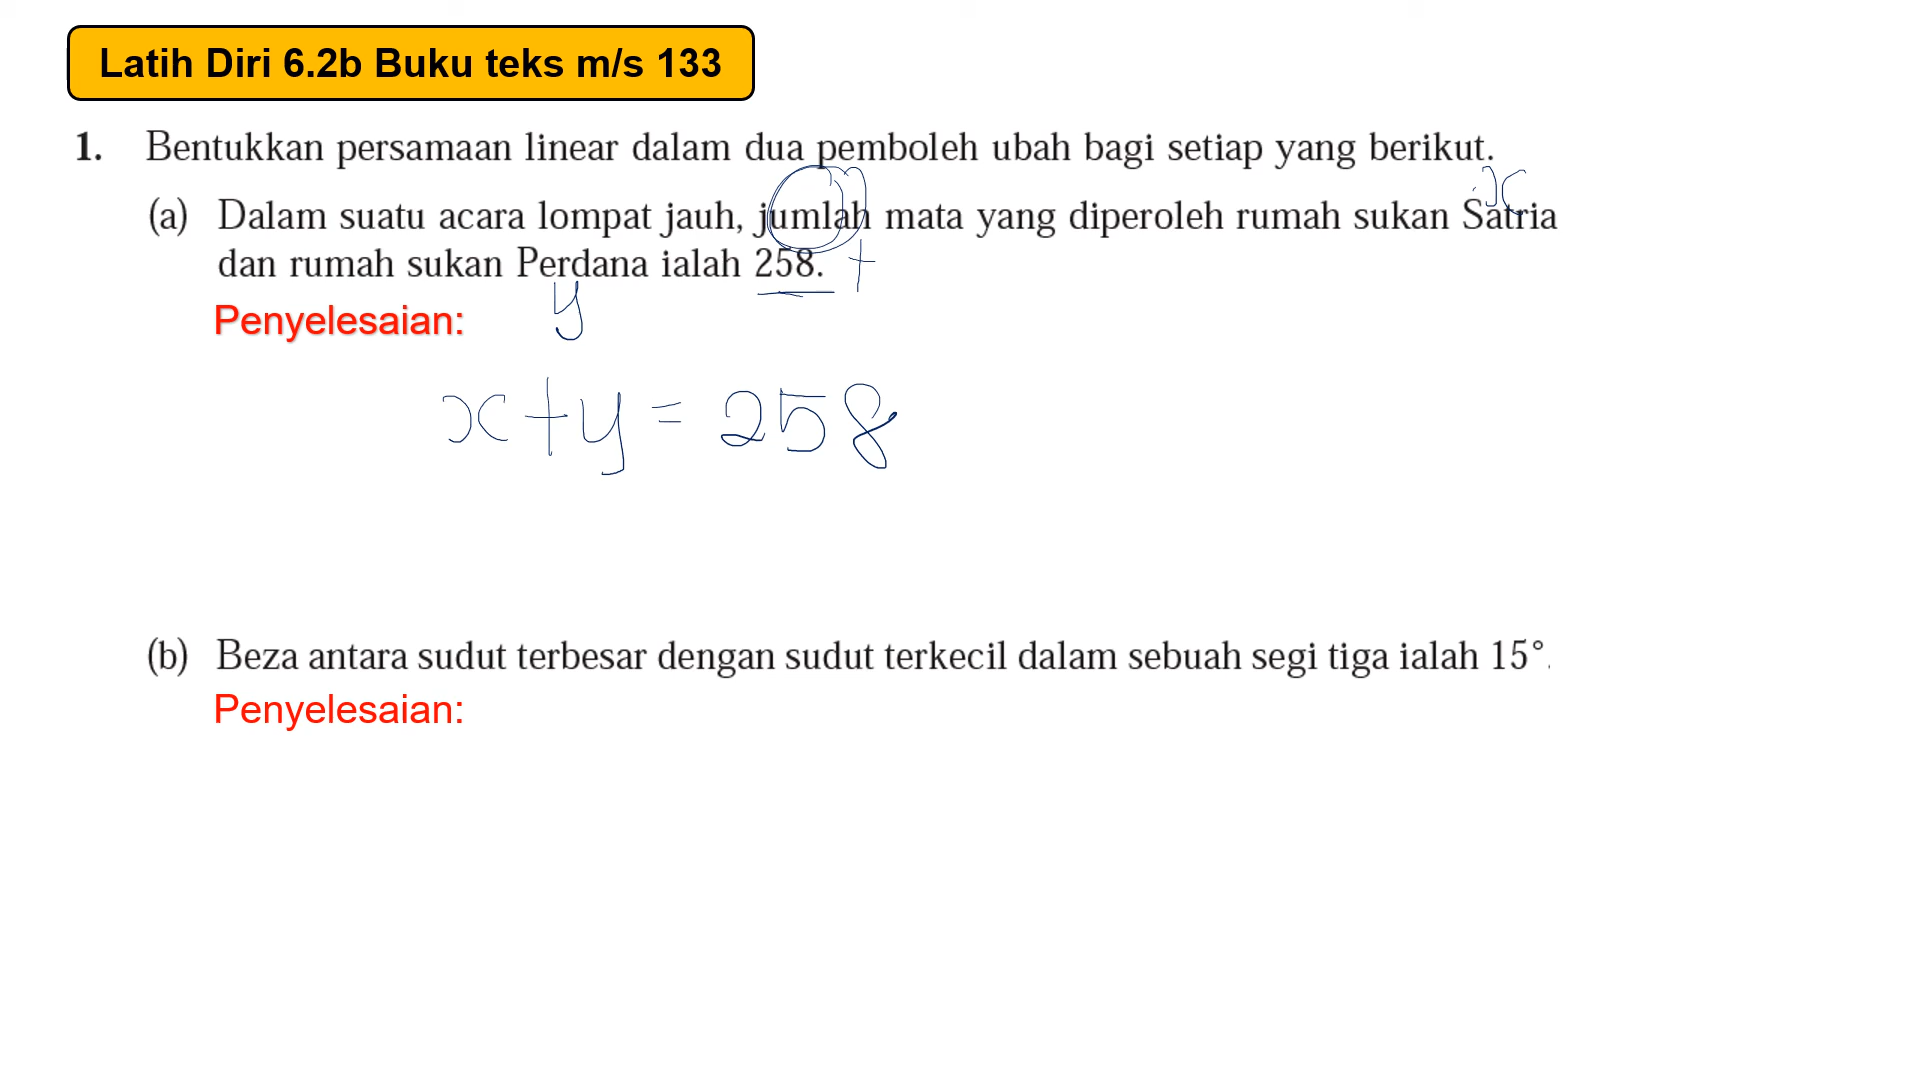 Latih Diri 6.2b Buku teks m/s 133
1. Bentukkan persamaan linear dalam dua pemboleh ubah bagi setiap yang berikut.
x
(a) Dalam suatu acara lompat jauh, jumlah mata yang diperoleh rumah sukan Satria
dan rumah sukan Perdana ialah 258. +
y
Penyelesaian:
x + y = 258
(b) Beza antara sudut terbesar dengan sudut terkecil dalam sebuah segi tiga ialah 15°.
Penyelesaian: